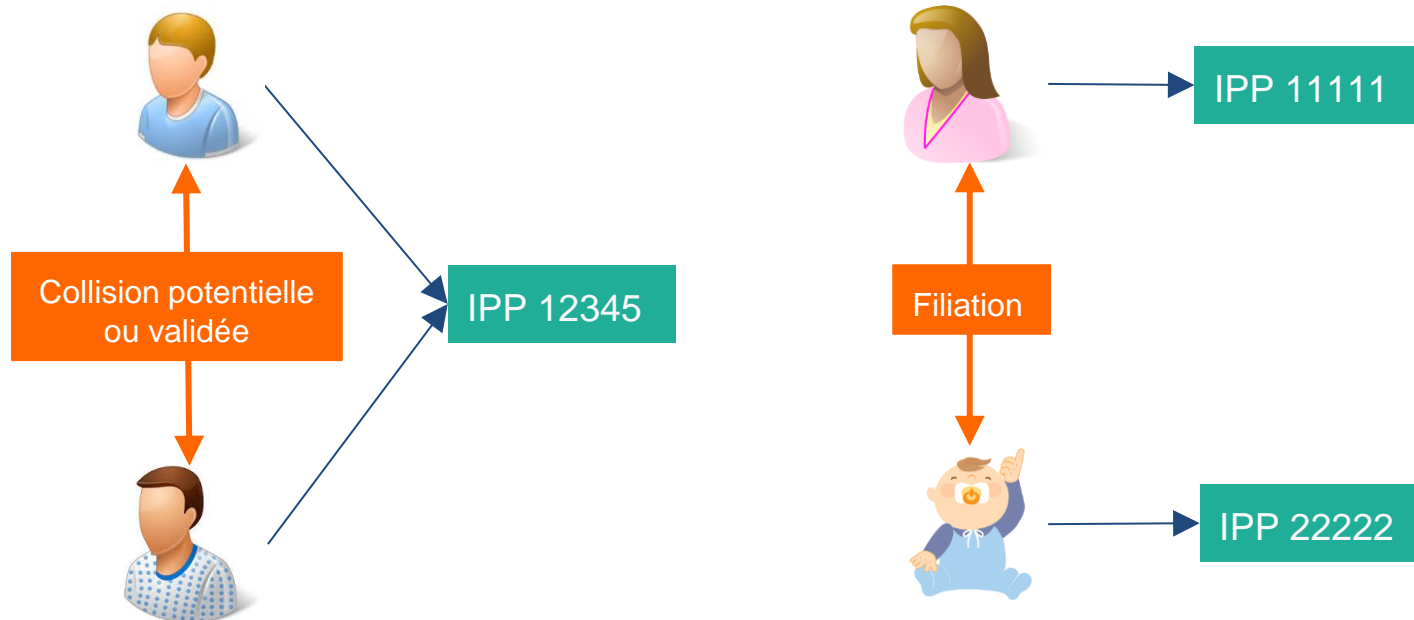 IPP 11111
Collision potentielle
ou validée
IPP 12345
Filiation
IPP 22222